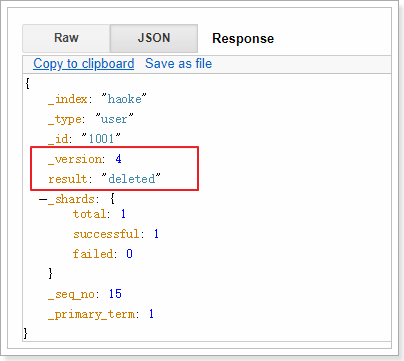 Raw JSON Response
Copy to clipboard Save as file
{
_index: "haoke"
_type: "user"
_id: "1001"
_version: 4
result: "deleted"
_shards: {
total: 1
successful: 1
failed: 0
}
_seq_no: 15
_primary_term: 1
}